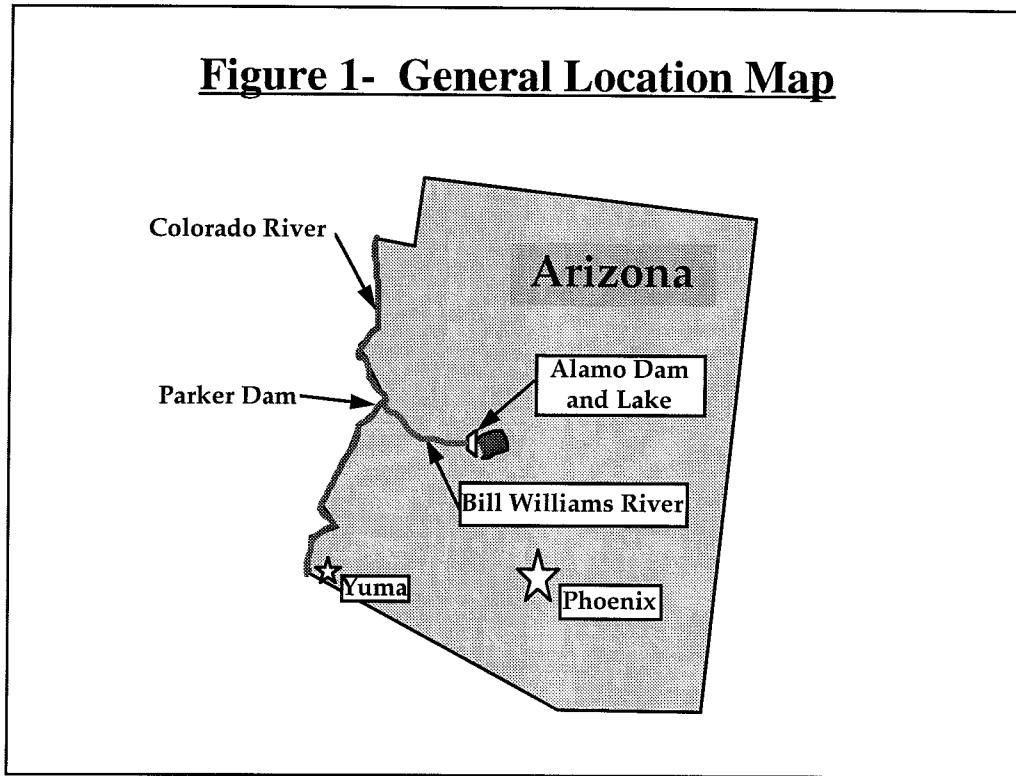 Figure 1- General Location Map
Colorado River
Arizona
Alamo Dam
and Lake
Parker Dam
Bill Williams River
Yuma
Phoenix